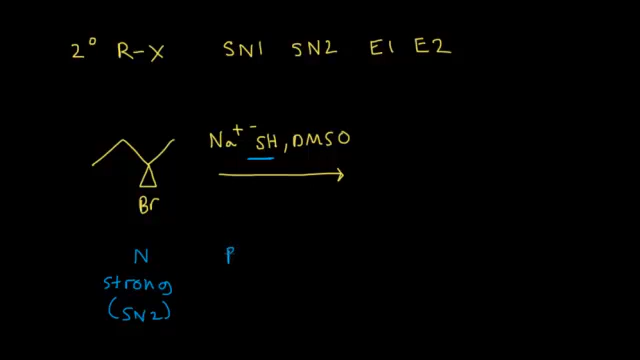 2° R-X SN1 SN2 E1 E2
Na⁺ ⁻SH, DMSO
Br
N P
strong
(SN2)